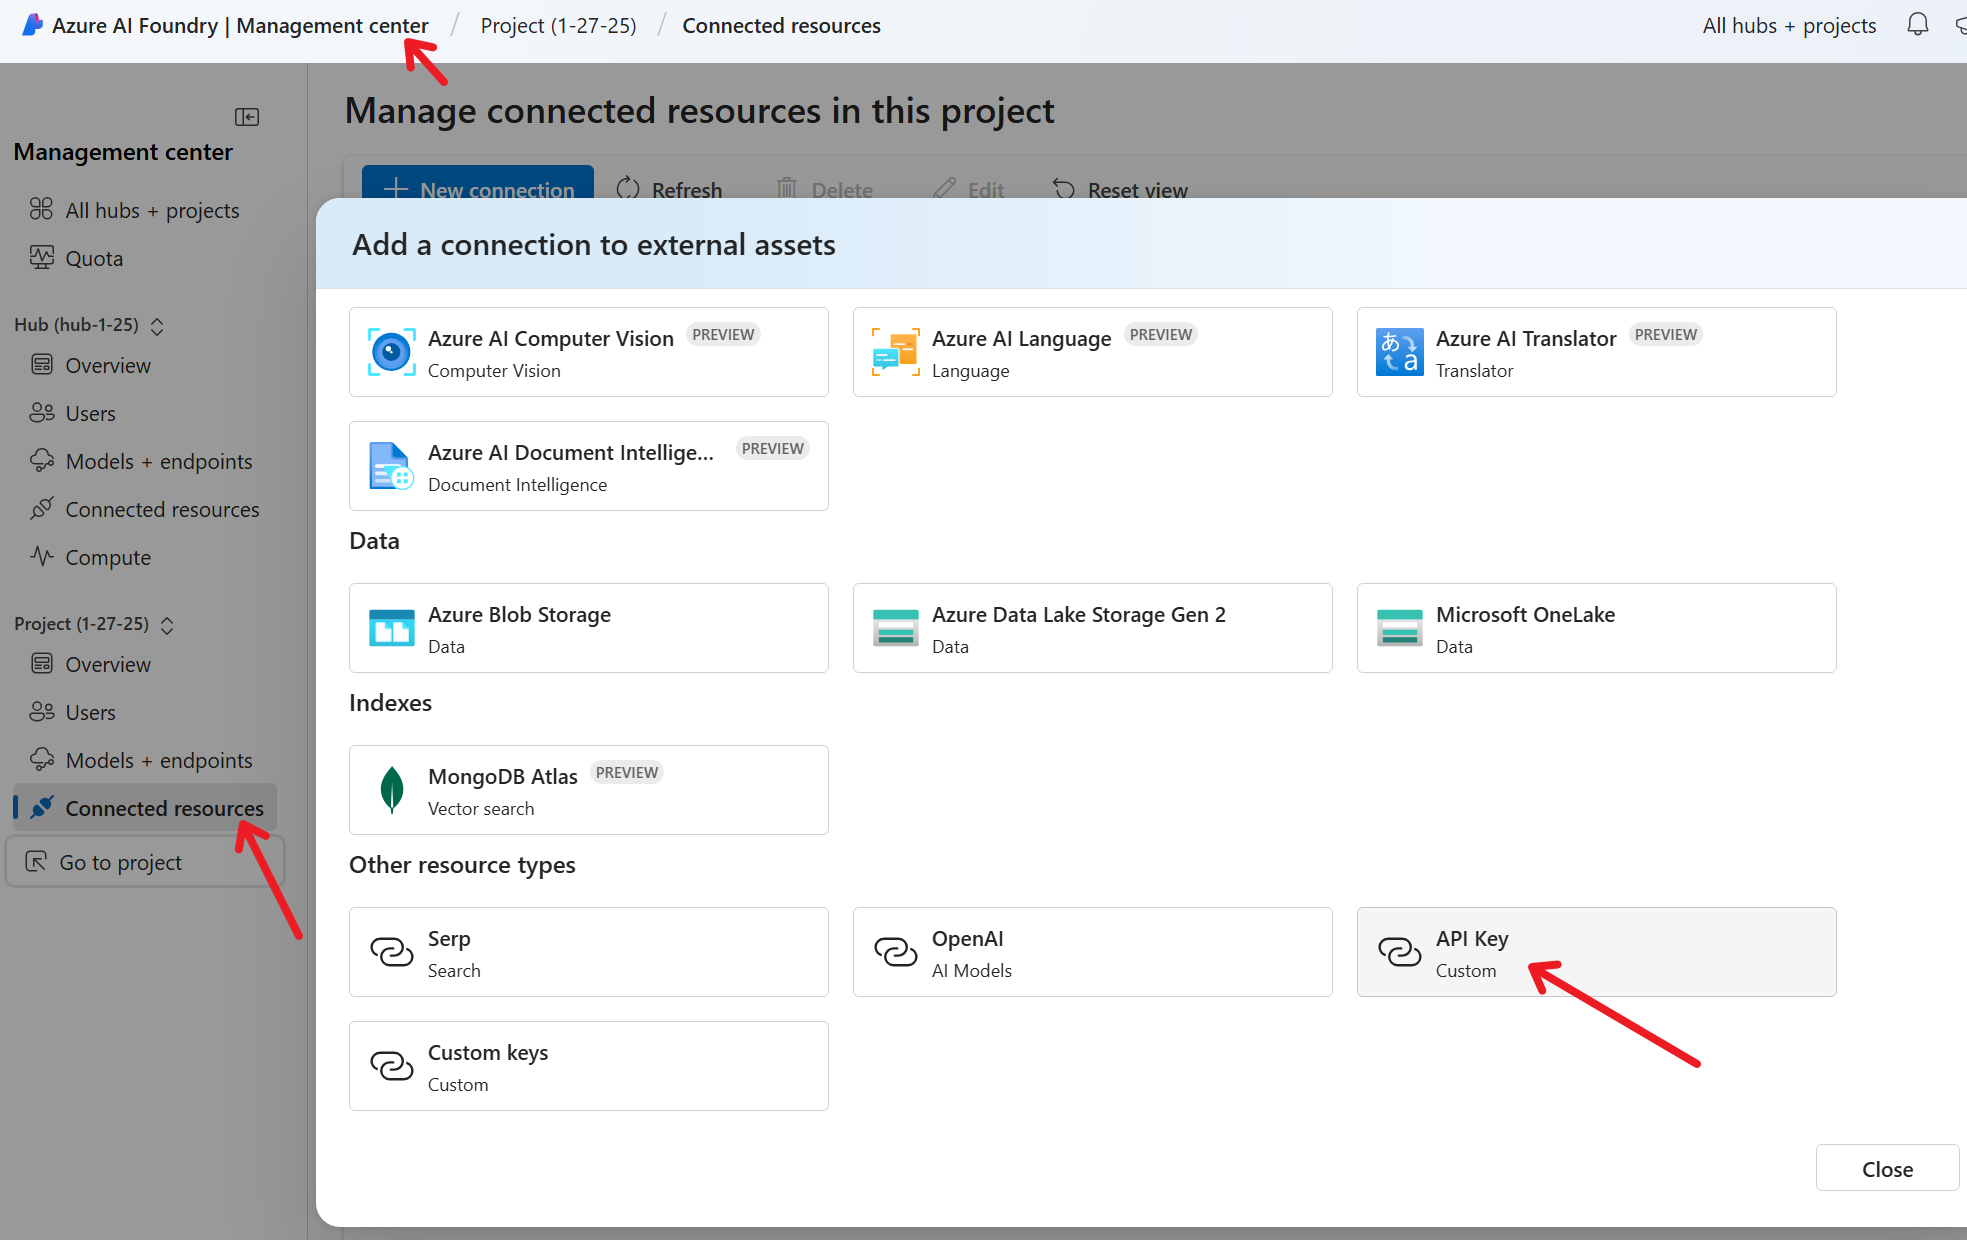 Azure AI Foundry | Management center / Project (1-27-25) / Connected resources
All hubs + projects
Management center
All hubs + projects
Quota
Hub (hub-1-25)
Overview
Users
Models + endpoints
Connected resources
Compute
Project (1-27-25)
Overview
Users
Models + endpoints
Connected resources
Go to project
Manage connected resources in this project
New connection
Refresh
Delete
Edit
Reset view
Add a connection to external assets
Azure AI Computer Vision PREVIEW
Computer Vision
Azure AI Language PREVIEW
Language
Azure AI Translator PREVIEW
Translator
Azure AI Document Intellige... PREVIEW
Document Intelligence
Data
Azure Blob Storage
Data
Azure Data Lake Storage Gen 2
Data
Microsoft OneLake
Data
Indexes
MongoDB Atlas PREVIEW
Vector search
Other resource types
Serp
Search
OpenAI
AI Models
API Key
Custom
Custom keys
Custom
Close